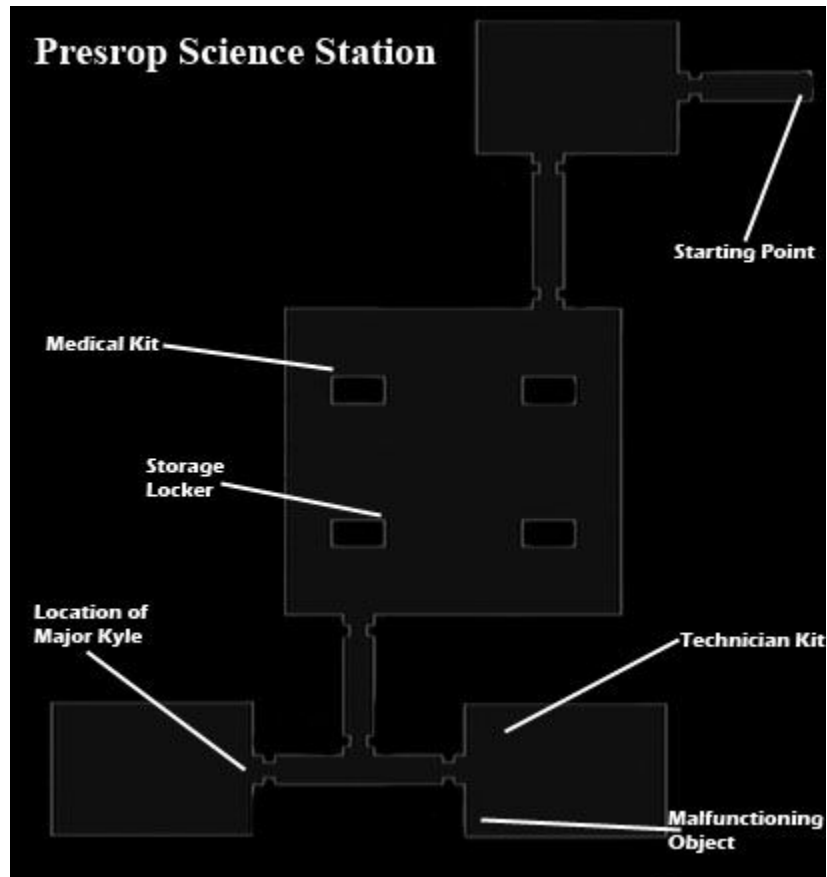 Presrop Science Station
Starting Point
Medical Kit
Storage
Locker
Location of
Major Kyle
Technician Kit
Malfunctioning
Object